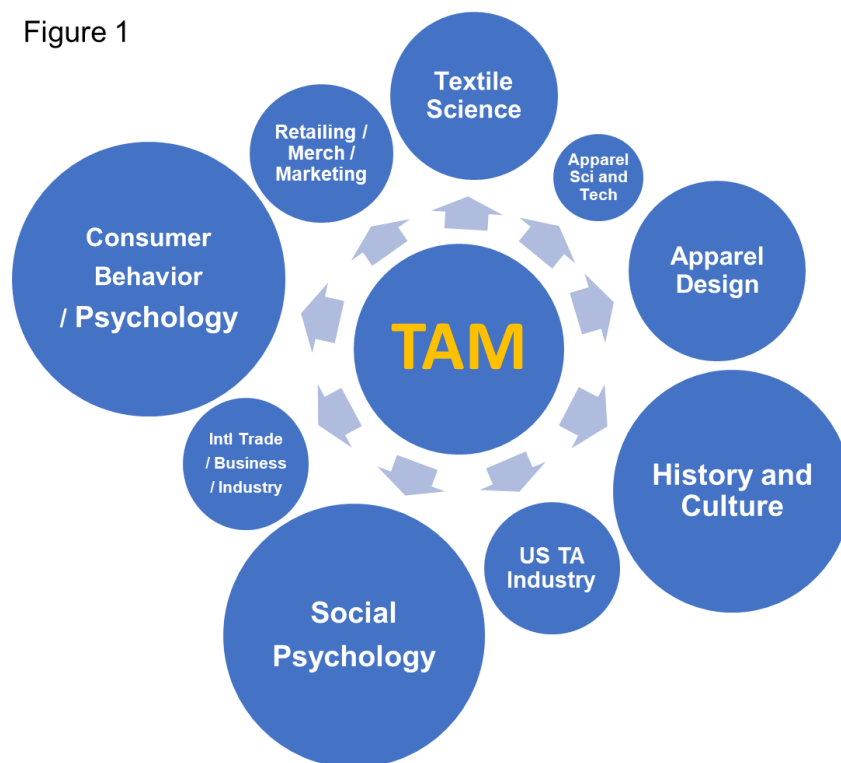 Figure 1
Textile
Science
Retailing /
Merch /
Marketing
Apparel
Sci and
Tech
Consumer
Behavior
/ Psychology
Apparel
Design
TAM
Intl Trade
/ Business
/ Industry
History and
Culture
US TA
Industry
Social
Psychology